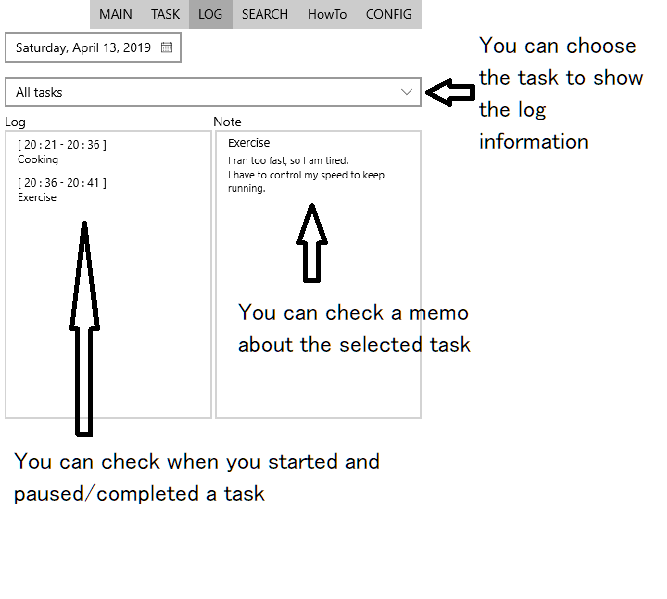 MAIN TASK LOG SEARCH HowTo CONFIG
Saturday, April 13, 2019
You can choose
the task to show
the log
information
All tasks
Log
[ 20 : 21 - 20 : 36 ]
Cooking
[ 20 : 36 - 20 : 41 ]
Exercise
Note
Exercise
I ran too fast, so I am tired.
I have to control my speed to keep
running.
You can check a memo
about the selected task
You can check when you started and
paused/completed a task